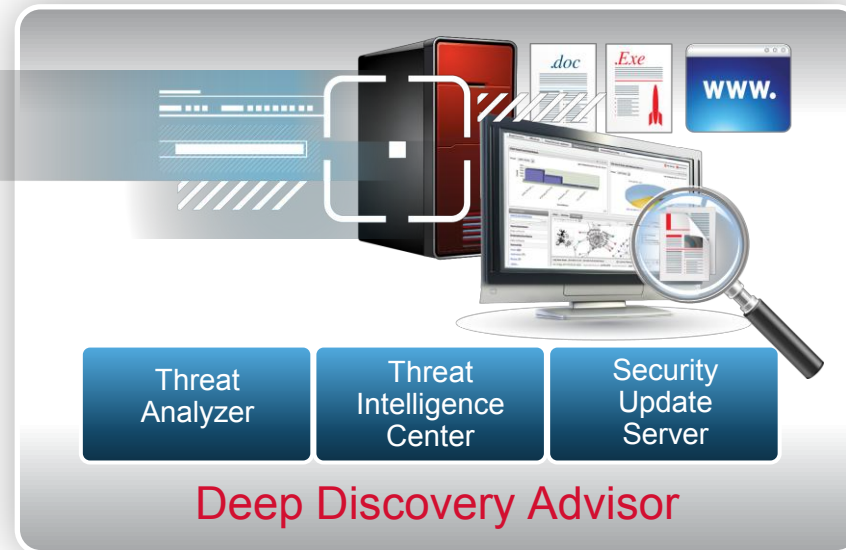 .doc
.Exe
www.
Threat
Analyzer
Threat
Intelligence
Center
Security
Update
Server
Deep Discovery Advisor